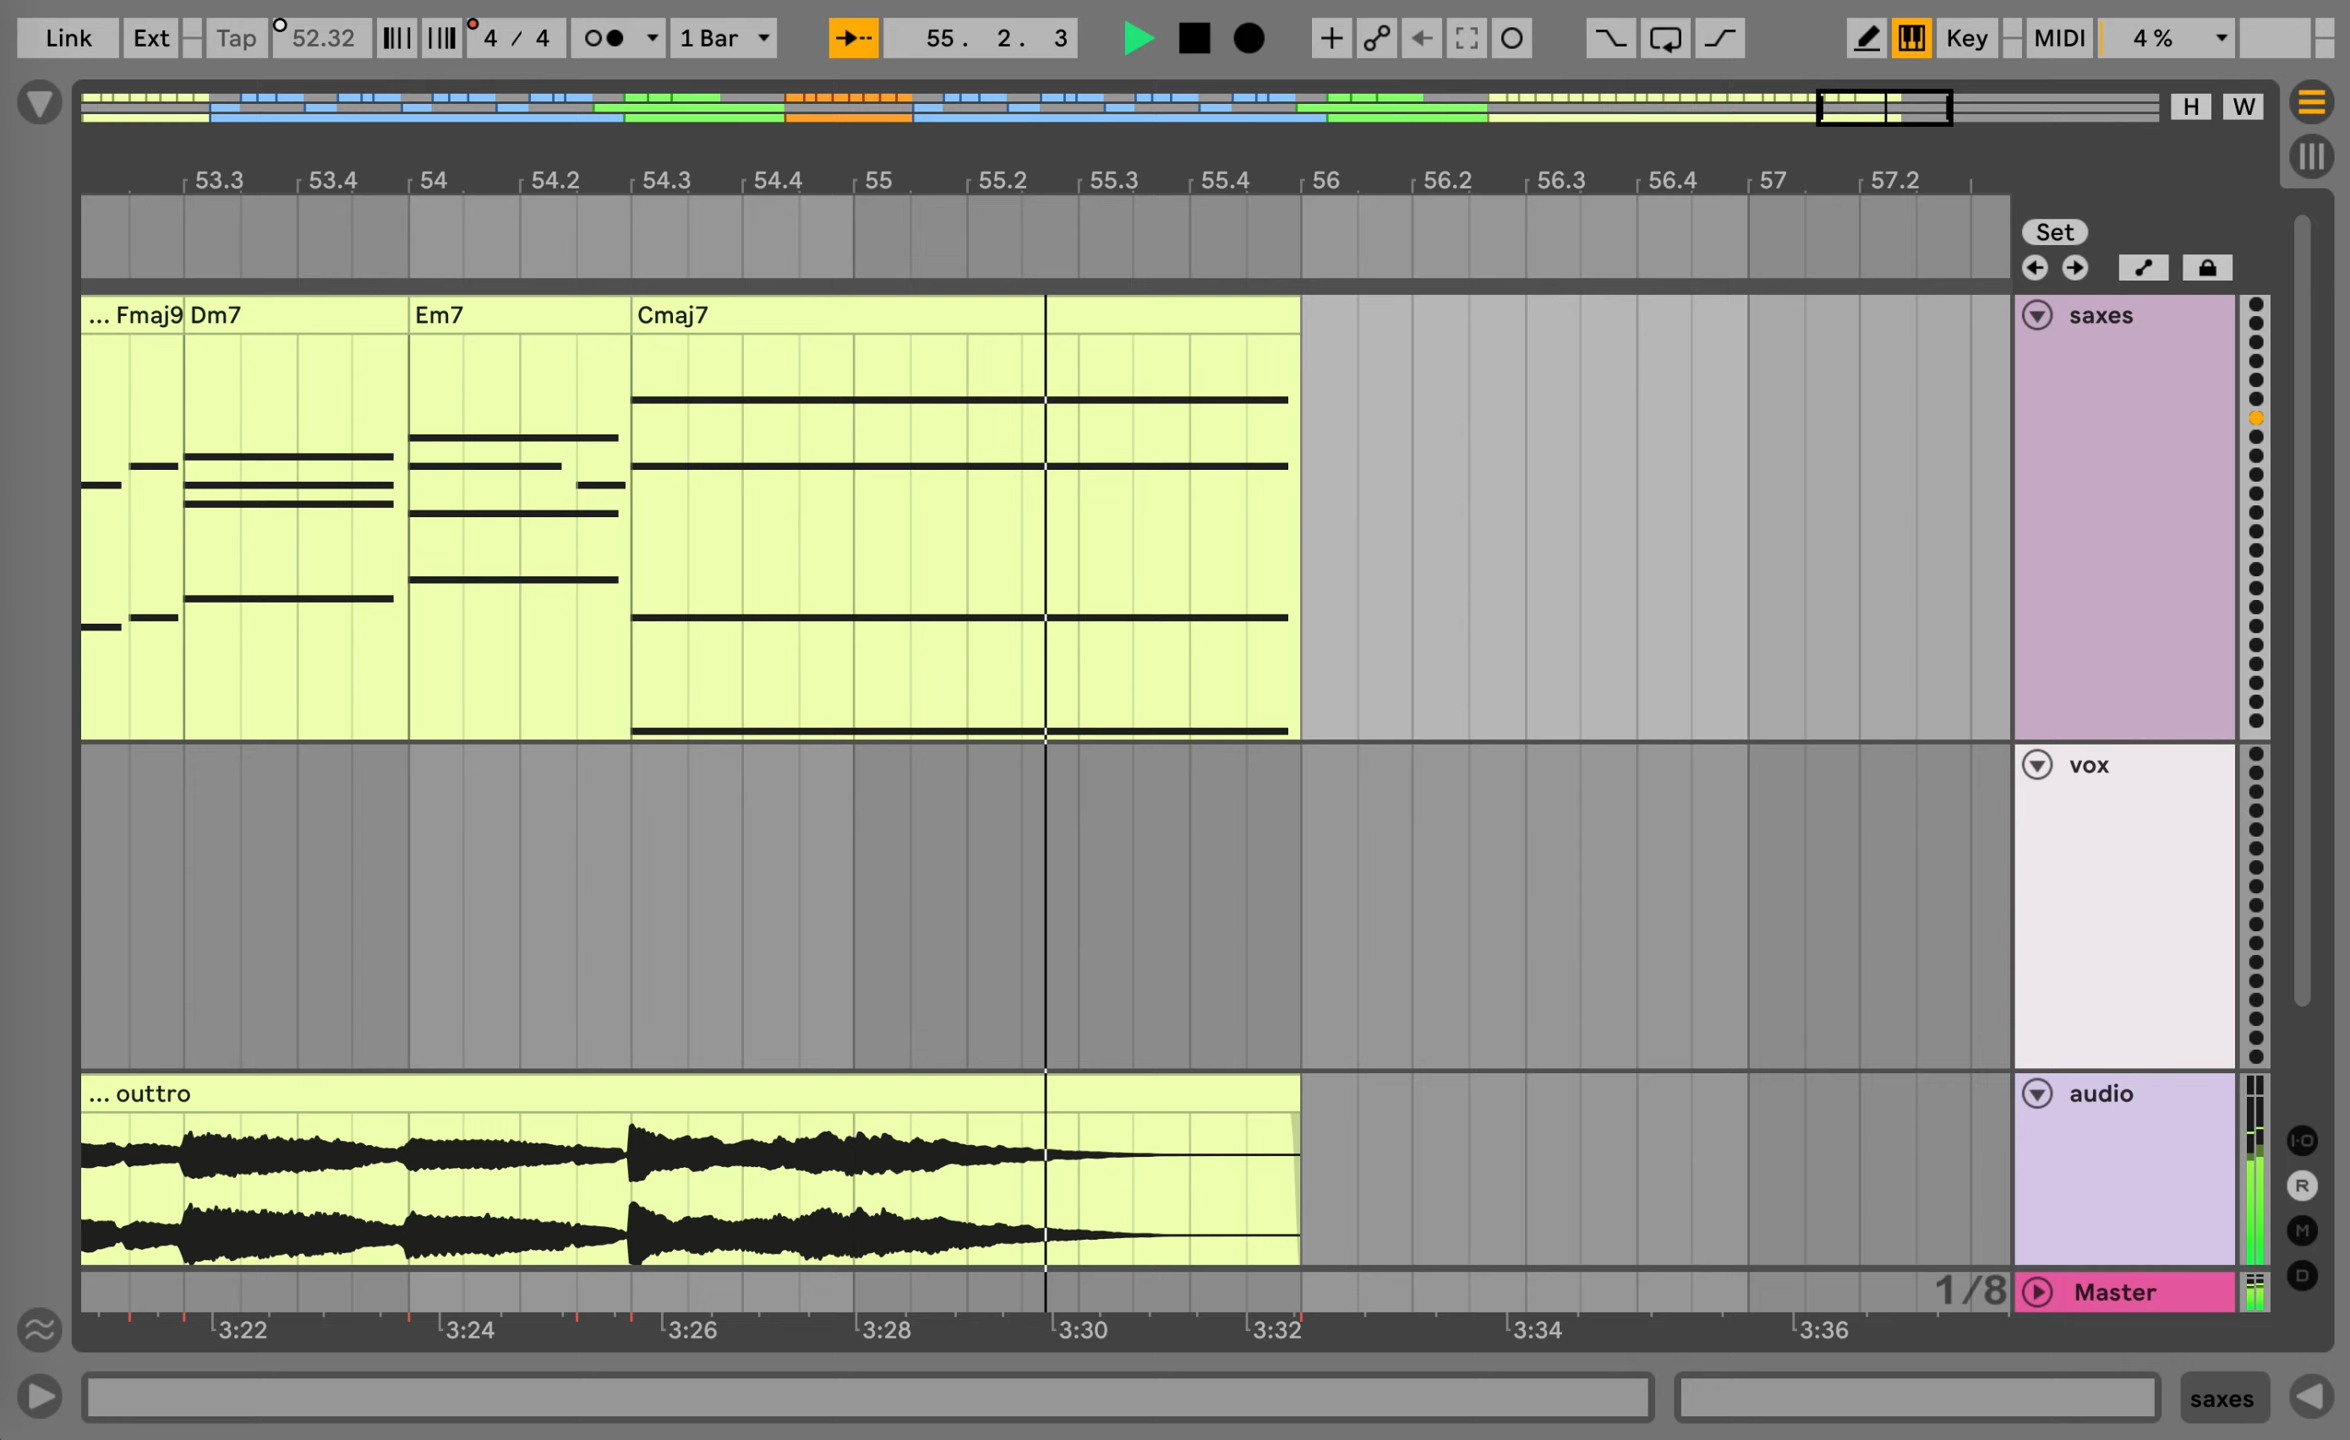 Link Ext Tap 52.32 4 / 4 1 Bar 55. 2. 3 Key MIDI 4 %
H W
53.3 53.4 54 54.2 54.3 54.4 55 55.2 55.3 55.4 56 56.2 56.3 56.4 57 57.2
Set
... Fmaj9 Dm7 Em7 Cmaj7 saxes
vox
... outtro audio
I-O
R
M
D
1/8 Master
3:22 3:24 3:26 3:28 3:30 3:32 3:34 3:36
saxes